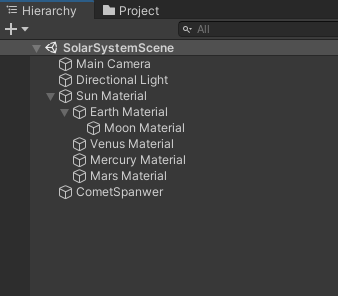 Hierarchy Project
All
SolarSystemScene
Main Camera
Directional Light
Sun Material
Earth Material
Moon Material
Venus Material
Mercury Material
Mars Material
CometSpanwer